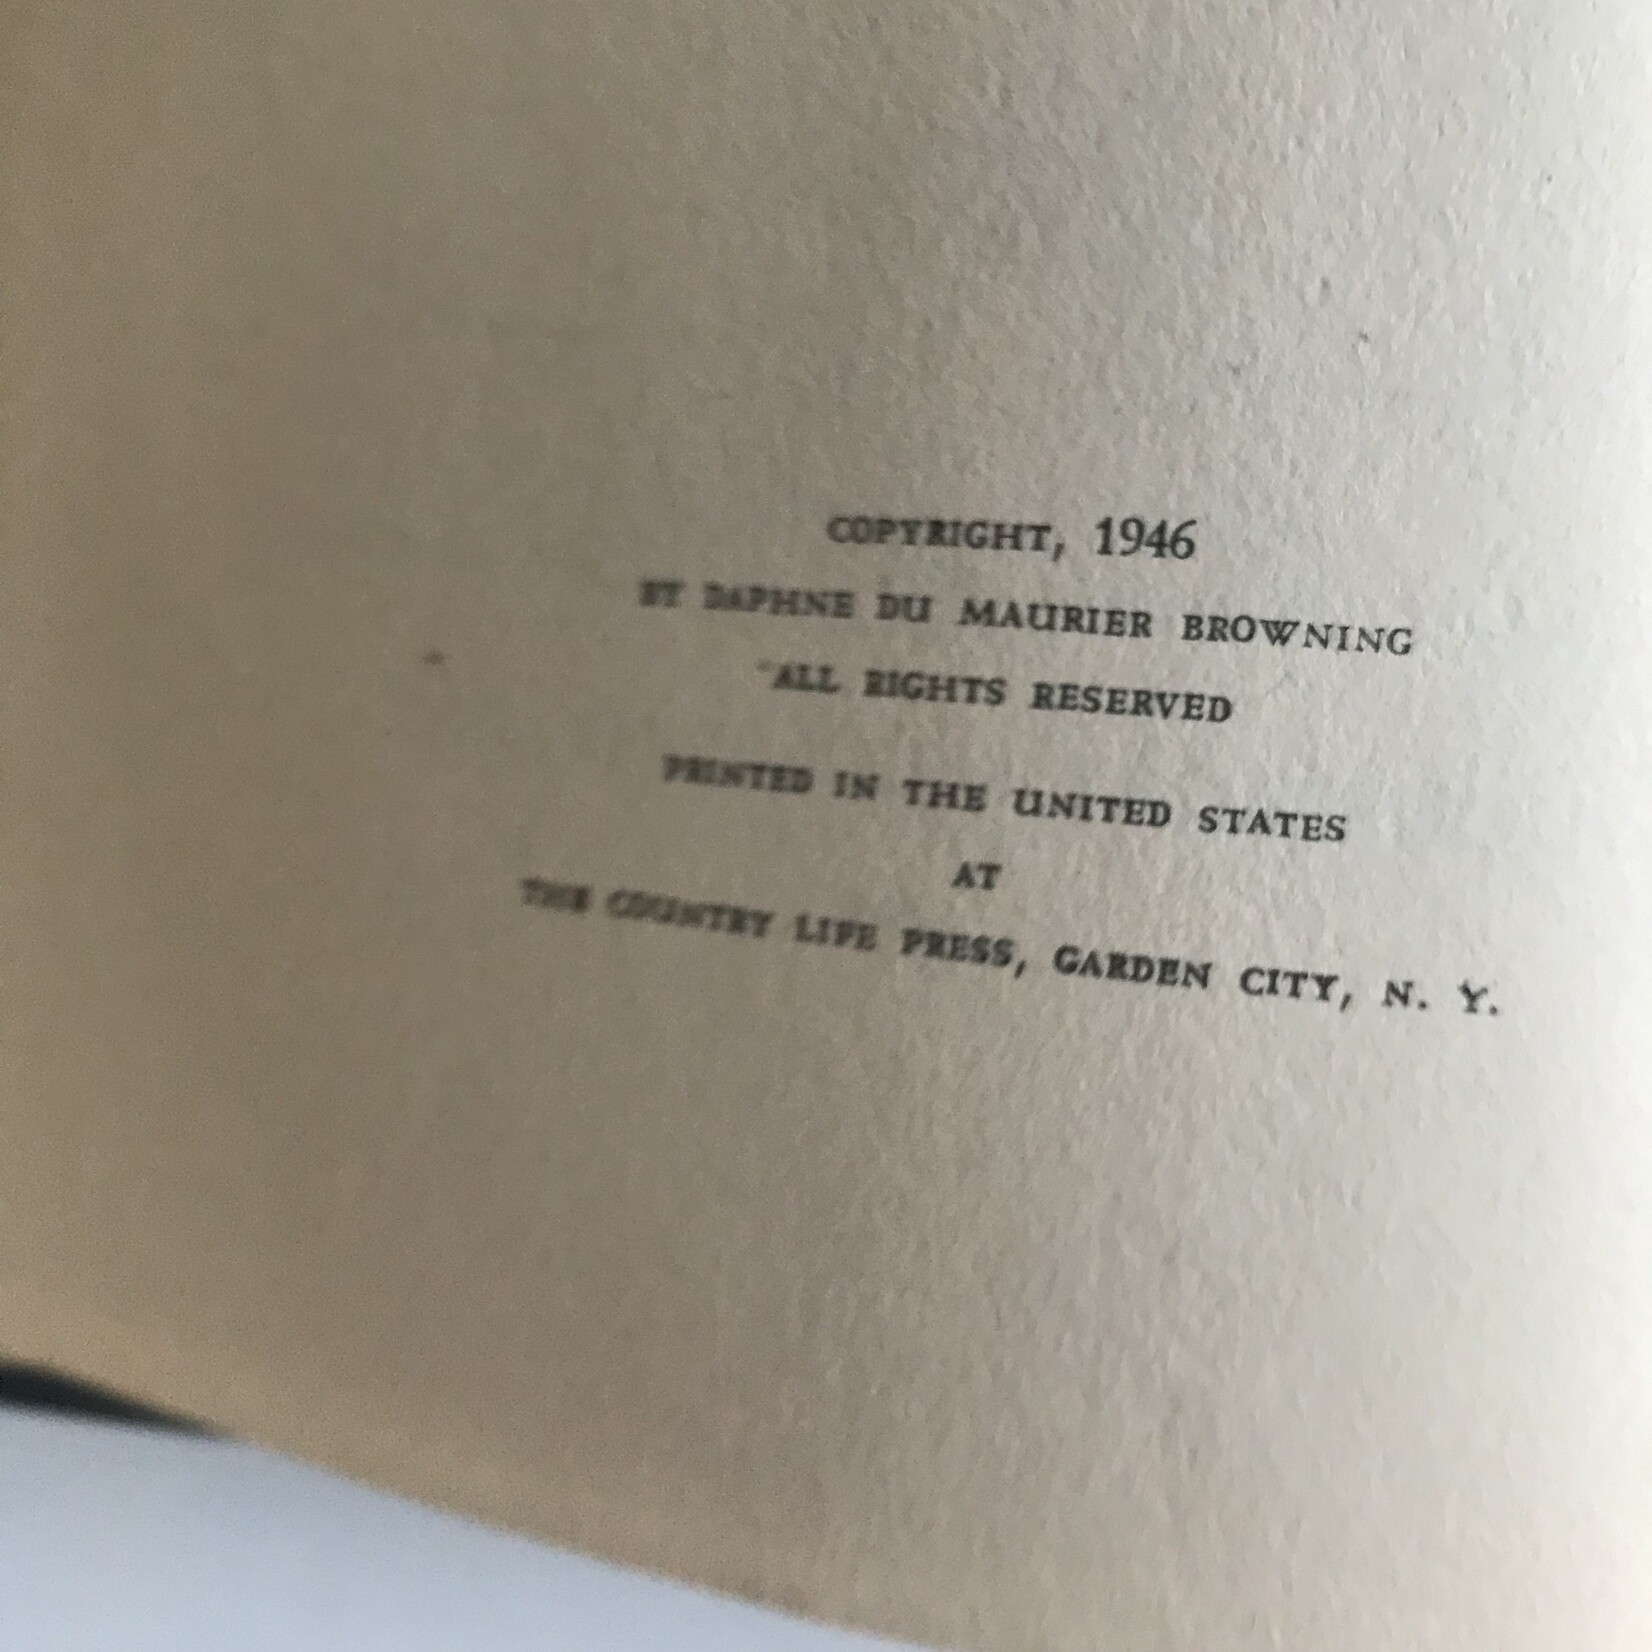 COPYRIGHT, 1946
BY DAPHNE DU MAURIER BROWNING
ALL RIGHTS RESERVED
PRINTED IN THE UNITED STATES
AT
THE COUNTRY LIFE PRESS, GARDEN CITY, N. Y.